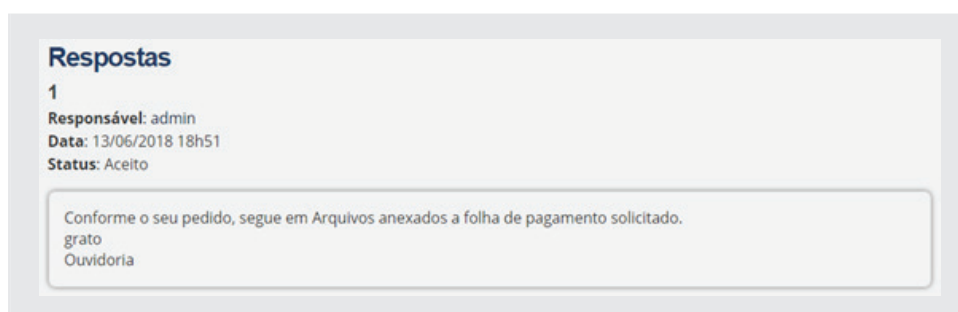 Respostas
1
Responsável: admin
Data: 13/06/2018 18h51
Status: Aceito
Conforme o seu pedido, segue em Arquivos anexados a folha de pagamento solicitado.
grato
Ouvidoria